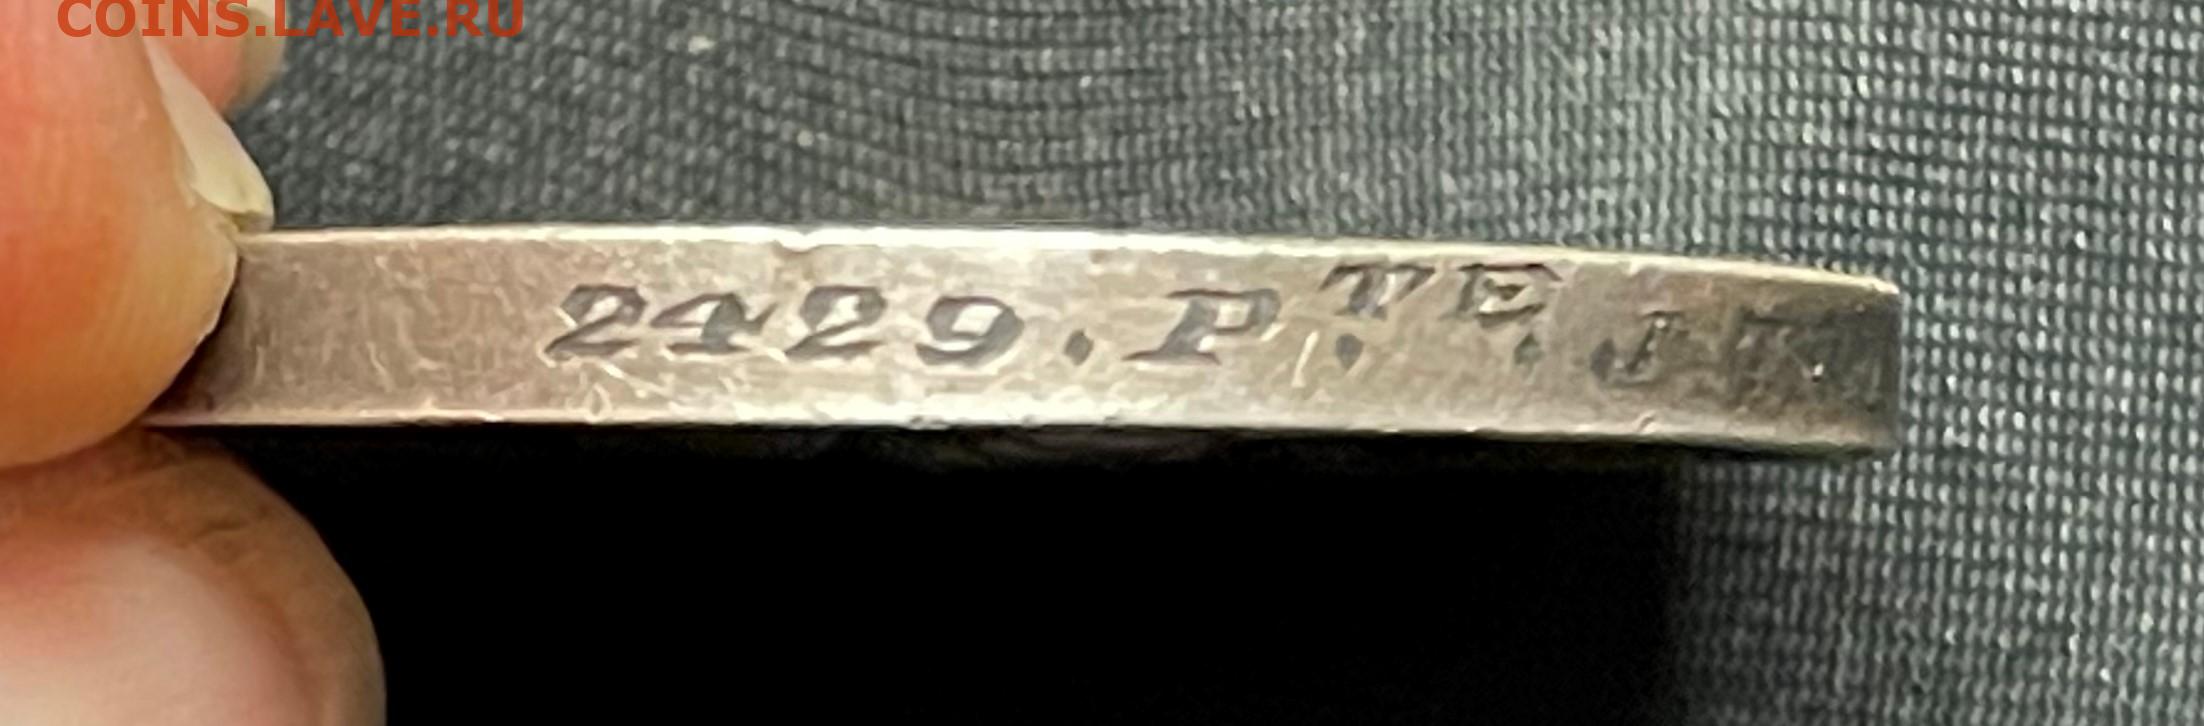 COINS.LAVE.RU
2429. PTE. J